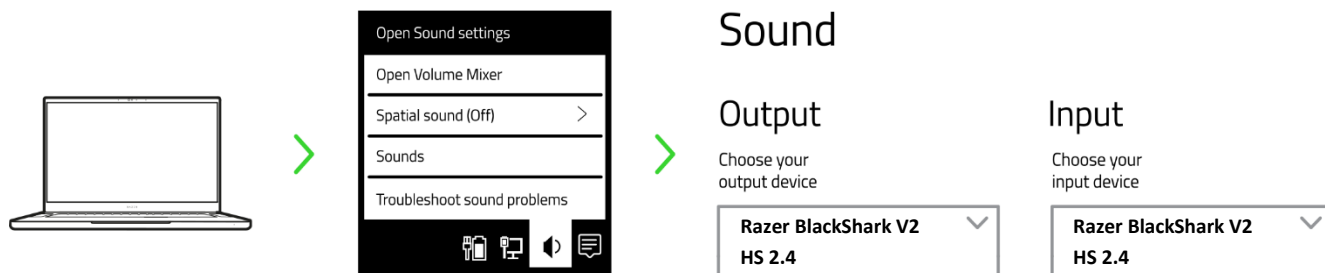 Open Sound settings
Open Volume Mixer
Spatial sound (Off)
Sounds
Troubleshoot sound problems
Sound
Output
Choose your
output device
Razer BlackShark V2
HS 2.4
Input
Choose your
input device
Razer BlackShark V2
HS 2.4